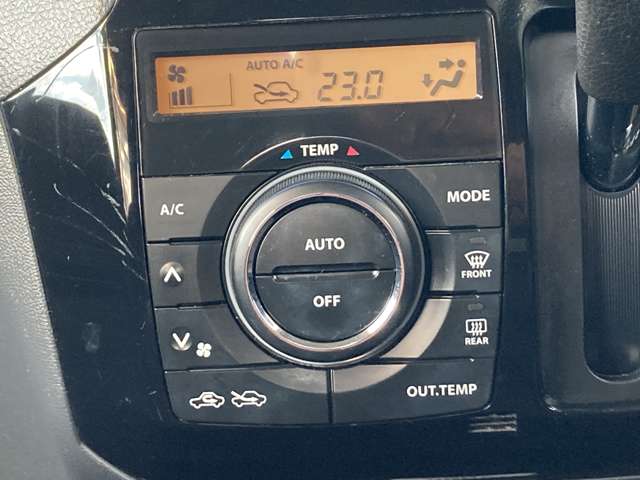 AUTO A/C
23.0
TEMP
A/C
MODE
AUTO
OFF
FRONT
REAR
OUT.TEMP